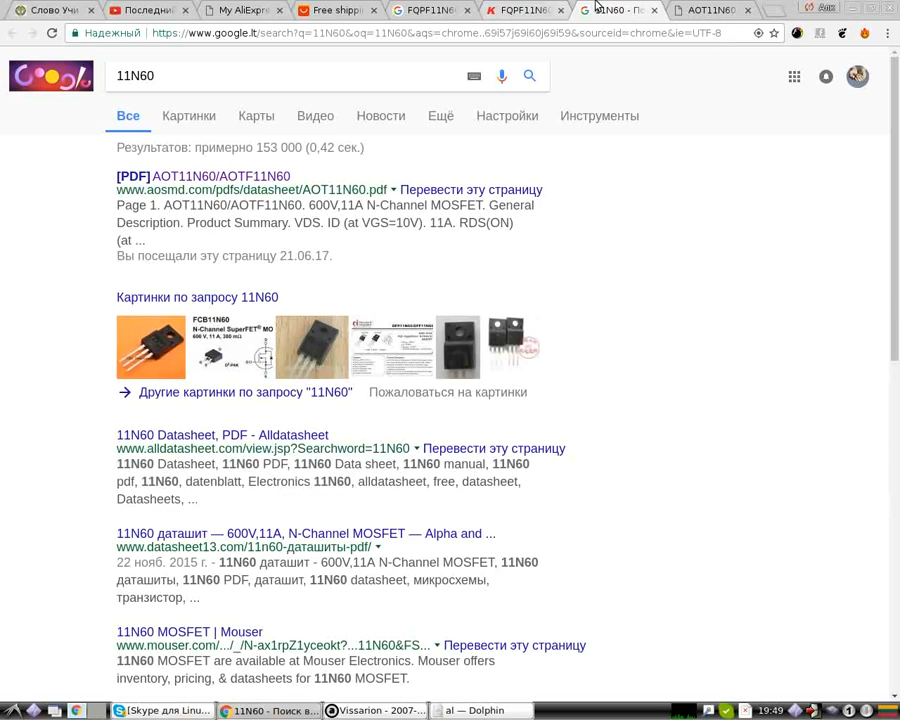 Слово Учи
Последний
My AliExpre
Free shippin
FQPF11N60
FQPF11N60
11N60 - По
AOT11N60
Надежный
https://www.google.lt/search?q=11N60&oq=11N60&aqs=chrome..69i57j69i60j69i59&sourceid=chrome&ie=UTF-8
11N60
Все
Картинки
Карты
Видео
Новости
Ещё
Настройки
Инструменты
Результатов: примерно 153 000 (0,42 сек.)
[PDF] AOT11N60/AOTF11N60
www.aosmd.com/pdfs/datasheet/AOT11N60.pdf ▾ Перевести эту страницу
Page 1. AOT11N60/AOTF11N60. 600V,11A N-Channel MOSFET. General
Description. Product Summary. VDS. ID (at VGS=10V). 11A. RDS(ON)
(at ...
Вы посещали эту страницу 21.06.17.
Картинки по запросу 11N60
FCB11N60
N-Channel SuperFET® MO
600 V, 11 A, 380 mΩ
Другие картинки по запросу "11N60"
Пожаловаться на картинки
11N60 Datasheet, PDF - Alldatasheet
www.alldatasheet.com/view.jsp?Searchword=11N60 ▾ Перевести эту страницу
11N60 Datasheet, 11N60 PDF, 11N60 Data sheet, 11N60 manual, 11N60
pdf, 11N60, datenblatt, Electronics 11N60, alldatasheet, free, datasheet,
Datasheets, ...
11N60 даташит — 600V,11A, N-Channel MOSFET — Alpha and ...
www.datasheet13.com/11n60-даташиты-pdf/ ▾
22 нояб. 2015 г. - 11N60 даташит - 600V,11A N-Channel MOSFET, 11N60
даташиты, 11N60 PDF, даташит, 11N60 datasheet, микросхемы,
транзистор, ...
11N60 MOSFET | Mouser
www.mouser.com/.../_/N-ax1rpZ1yceokt?...11N60&FS... ▾ Перевести эту страницу
11N60 MOSFET are available at Mouser Electronics. Mouser offers
inventory, pricing, & datasheets for 11N60 MOSFET.
[Skype для Linu...
11N60 - Поиск в...
Vissarion - 2007-...
al — Dolphin
19:49